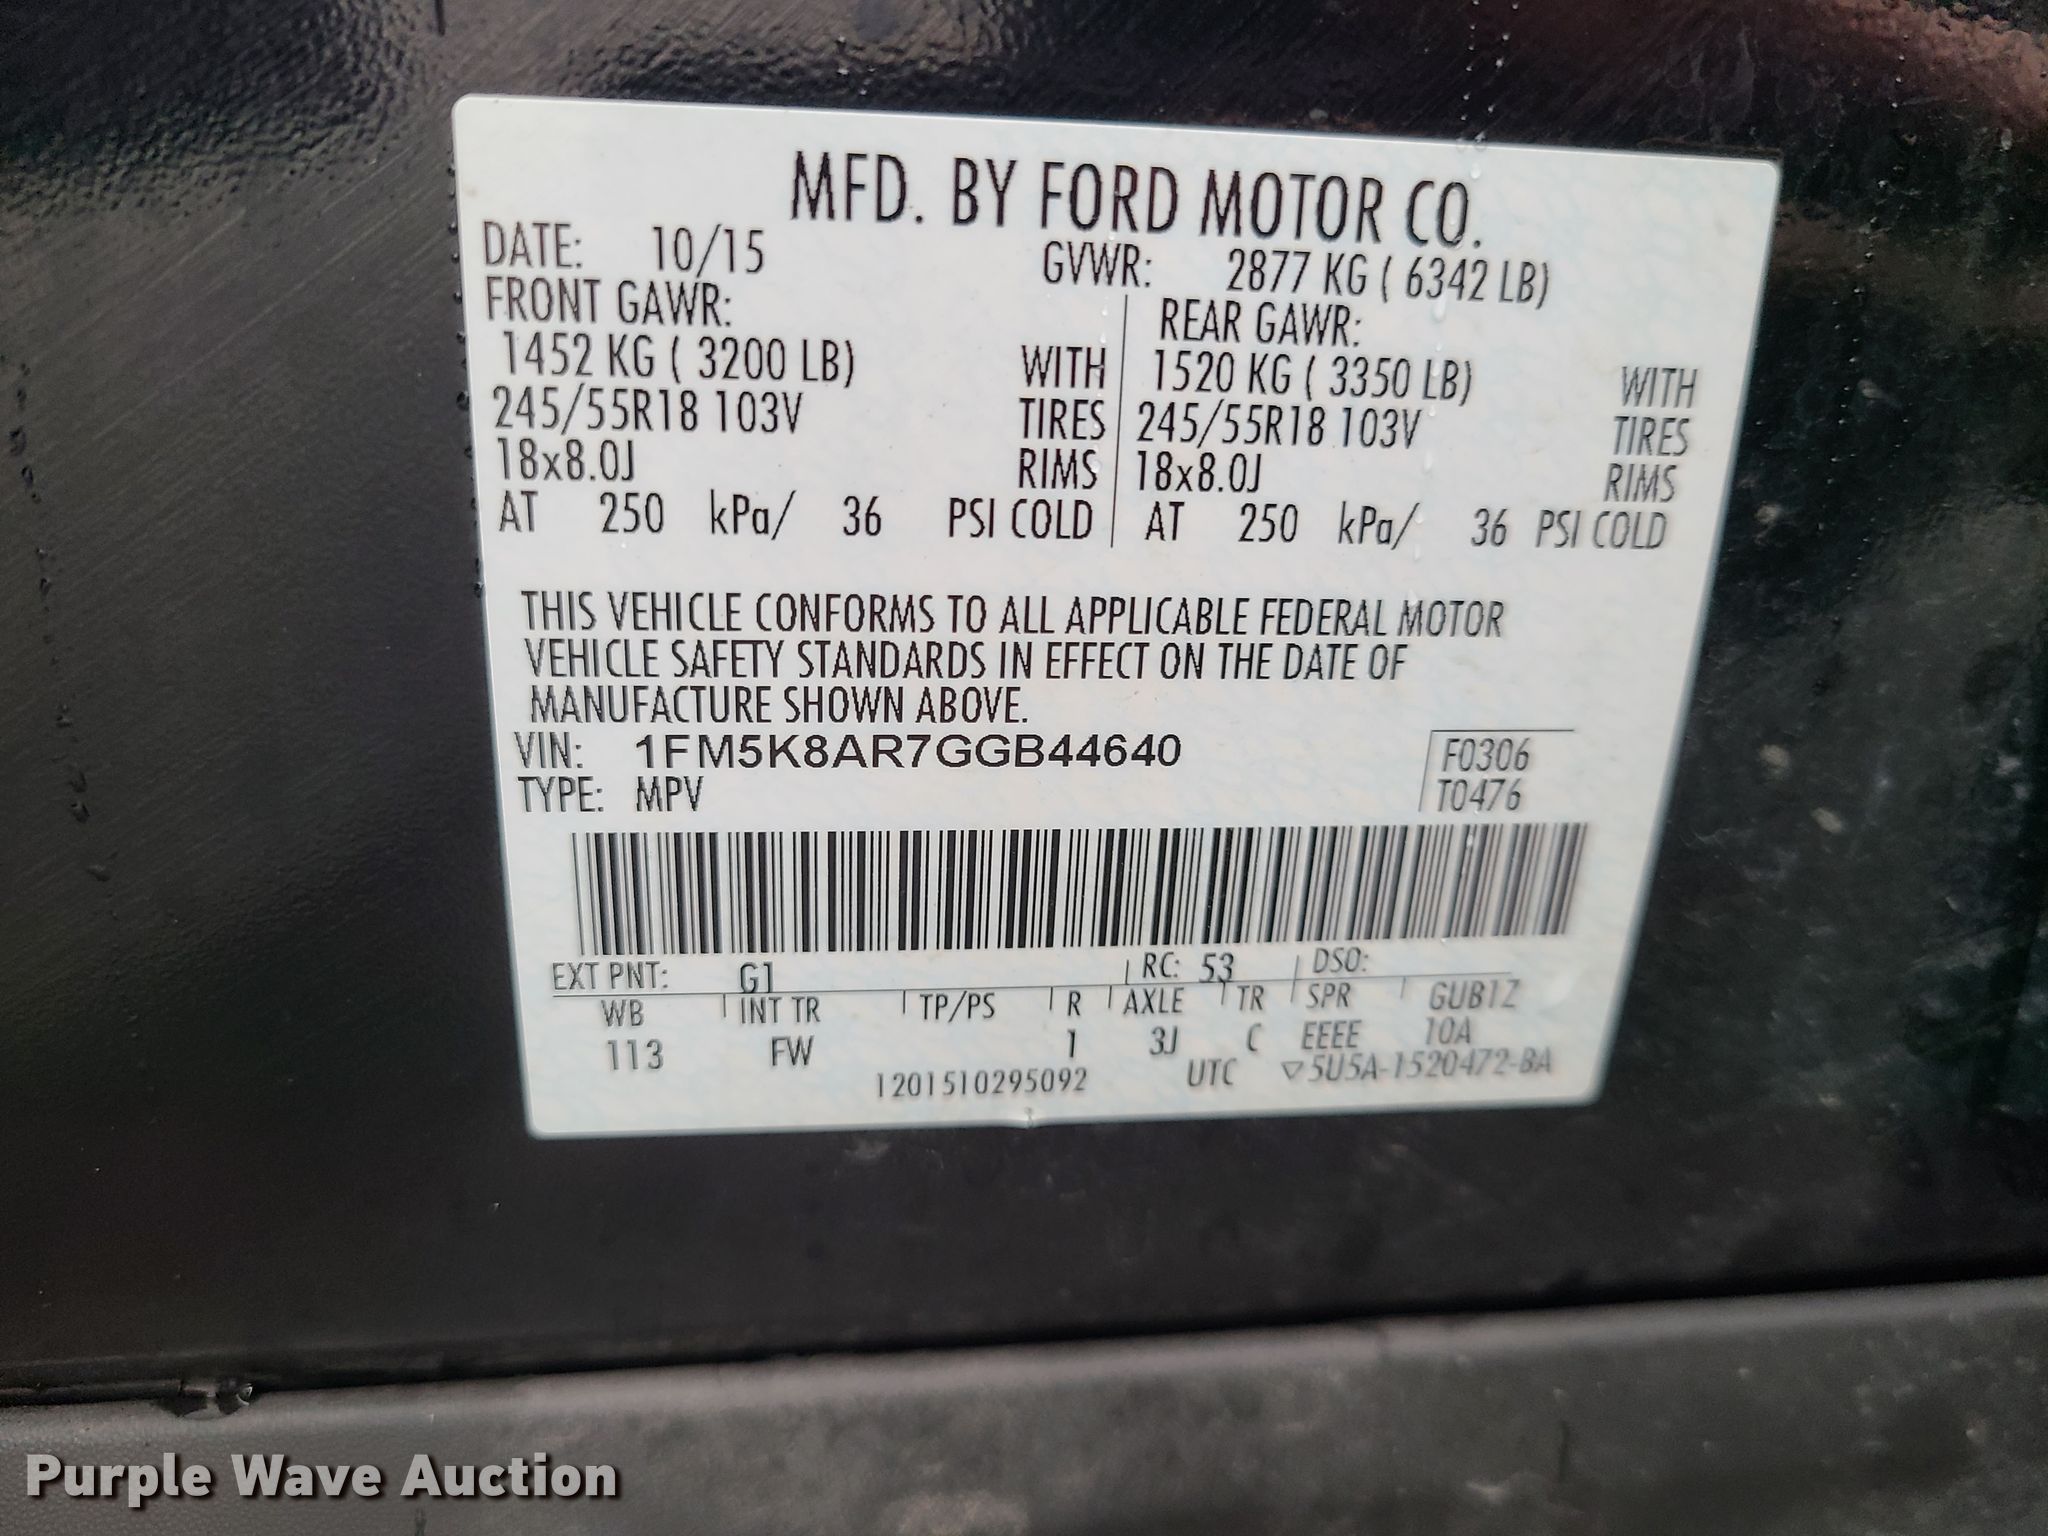 MFD. BY FORD MOTOR CO.
DATE: 10/15 GVWR: 2877 KG ( 6342 LB)
FRONT GAWR: REAR GAWR:
1452 KG ( 3200 LB) WITH 1520 KG ( 3350 LB) WITH
245/55R18 103V TIRES 245/55R18 103V TIRES
18x8.0J RIMS 18x8.0J RIMS
AT 250 kPa/ 36 PSI COLD AT 250 kPa/ 36 PSI COLD
THIS VEHICLE CONFORMS TO ALL APPLICABLE FEDERAL MOTOR
VEHICLE SAFETY STANDARDS IN EFFECT ON THE DATE OF
MANUFACTURE SHOWN ABOVE.
VIN: 1FM5K8AR7GGB44640 F0306
TYPE: MPV T0476
EXT PNT: G1 RC: 53 DSO:
WB INT TR TP/PS R AXLE TR SPR GUB1Z
113 FW 1 3J C EEEE 10A
1201510295092 UTC ▽5U5A-1520472-BA
Purple Wave Auction